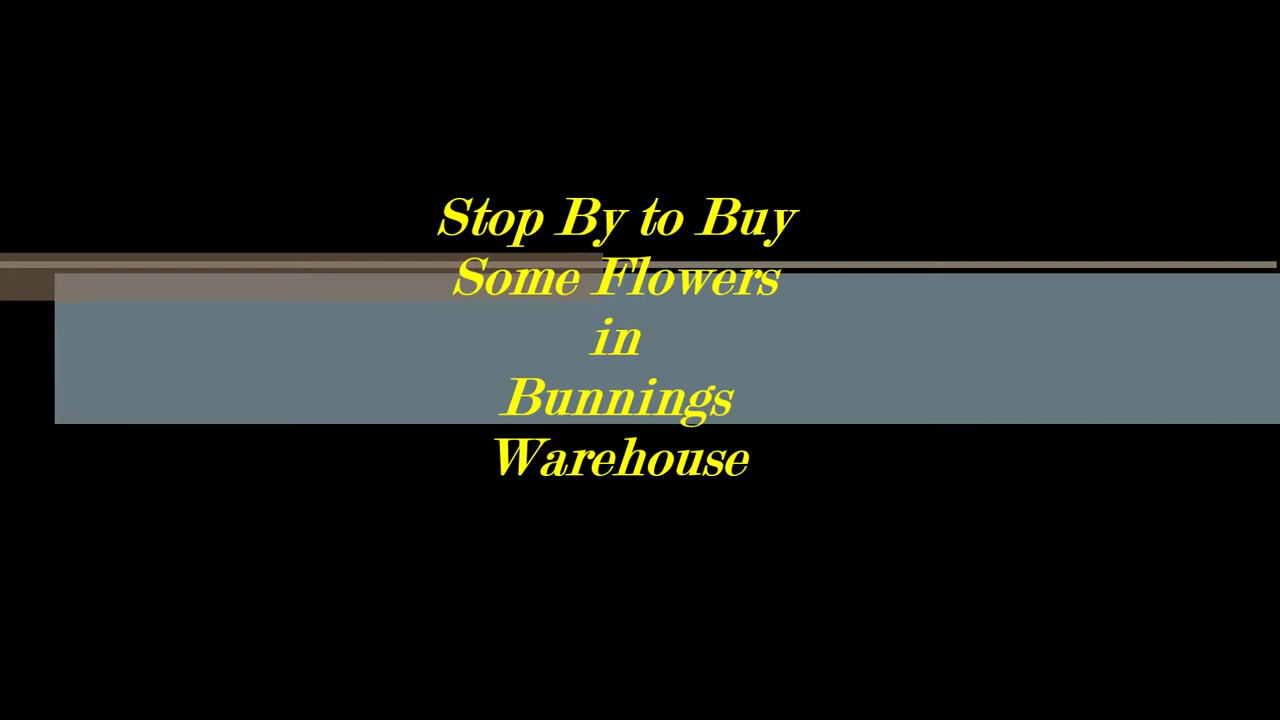 Stop By to Buy
Some Flowers
in
Bunnings
Warehouse